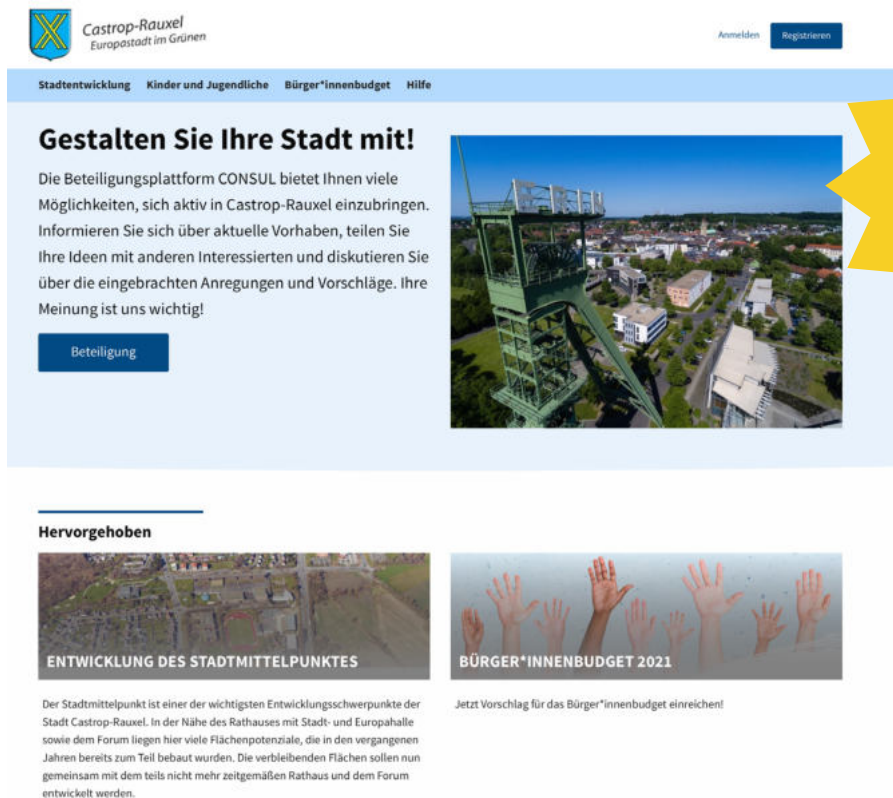 Castrop-Rauxel
Europastadt im Grünen
Anmelden
Registrieren
Stadtentwicklung Kinder und Jugendliche Bürger*innenbudget Hilfe
Gestalten Sie Ihre Stadt mit!
Die Beteiligungsplattform CONSUL bietet Ihnen viele
Möglichkeiten, sich aktiv in Castrop-Rauxel einzubringen.
Informieren Sie sich über aktuelle Vorhaben, teilen Sie
Ihre Ideen mit anderen Interessierten und diskutieren Sie
über die eingebrachten Anregungen und Vorschläge. Ihre
Meinung ist uns wichtig!
Beteiligung
Hervorgehoben
ENTWICKLUNG DES STADTMITTELPUNKTES
Der Stadtmittelpunkt ist einer der wichtigsten Entwicklungsschwerpunkte der
Stadt Castrop-Rauxel. In der Nähe des Rathauses mit Stadt- und Europahalle
sowie dem Forum liegen hier viele Flächenpotenziale, die in den vergangenen
Jahren bereits zum Teil bebaut wurden. Die verbleibenden Flächen sollen nun
gemeinsam mit dem teils nicht mehr zeitgemäßen Rathaus und dem Forum
entwickelt werden.
BÜRGER*INNENBUDGET 2021
Jetzt Vorschlag für das Bürger*innenbudget einreichen!